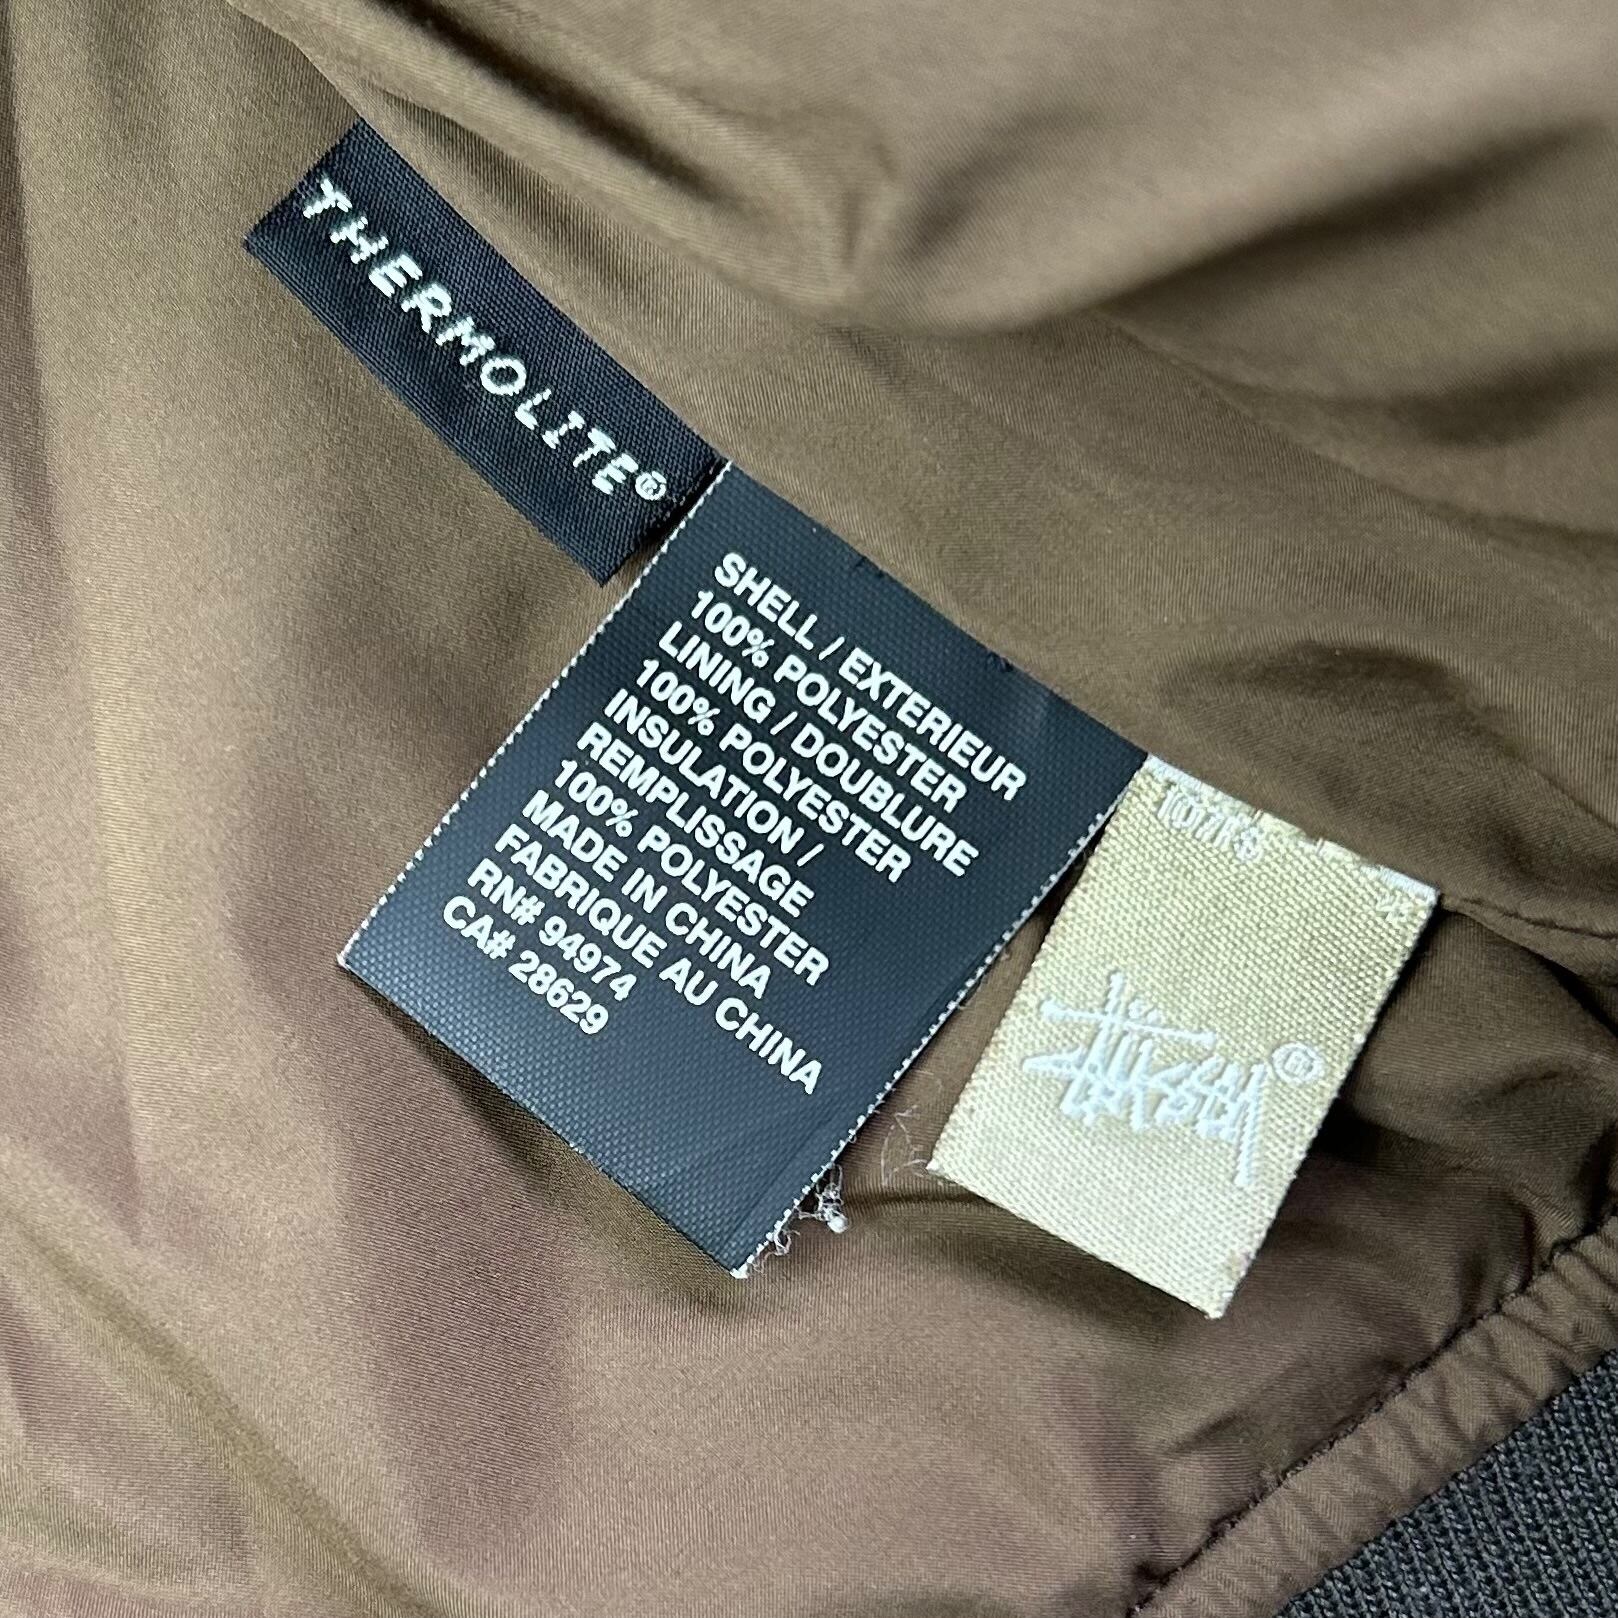 THERMOLITE®
SHELL / EXTERIEUR
100% POLYESTER
LINING / DOUBLURE
100% POLYESTER
INSULATION /
REMPLISSAGE
100% POLYESTER
MADE IN CHINA
FABRIQUE AU CHINA
RN# 94974
CA# 28629
Stüssy®